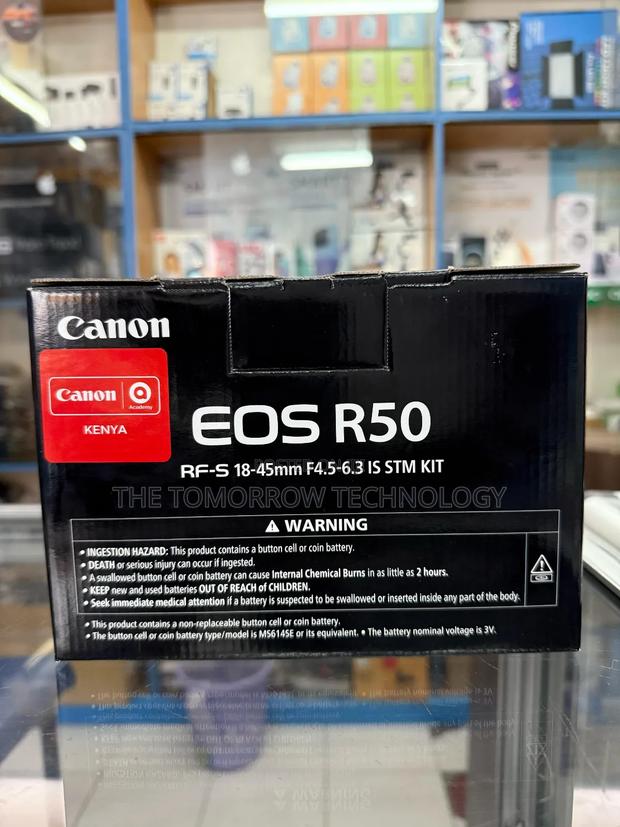 Canon
Canon
Academy
KENYA
EOS R50
RF-S 18-45mm F4.5-6.3 IS STM KIT
THE TOMORROW TECHNOLOGY
WARNING
• INGESTION HAZARD: This product contains a button cell or coin battery.
• DEATH or serious injury can occur if ingested.
• A swallowed button cell or coin battery can cause Internal Chemical Burns in as little as 2 hours.
• KEEP new and used batteries OUT OF REACH of CHILDREN.
• Seek immediate medical attention if a battery is suspected to be swallowed or inserted inside any part of the body.
• This product contains a non-replaceable button cell or coin battery.
• The button cell or coin battery type/model is MS614SE or its equivalent. • The battery nominal voltage is 3V.